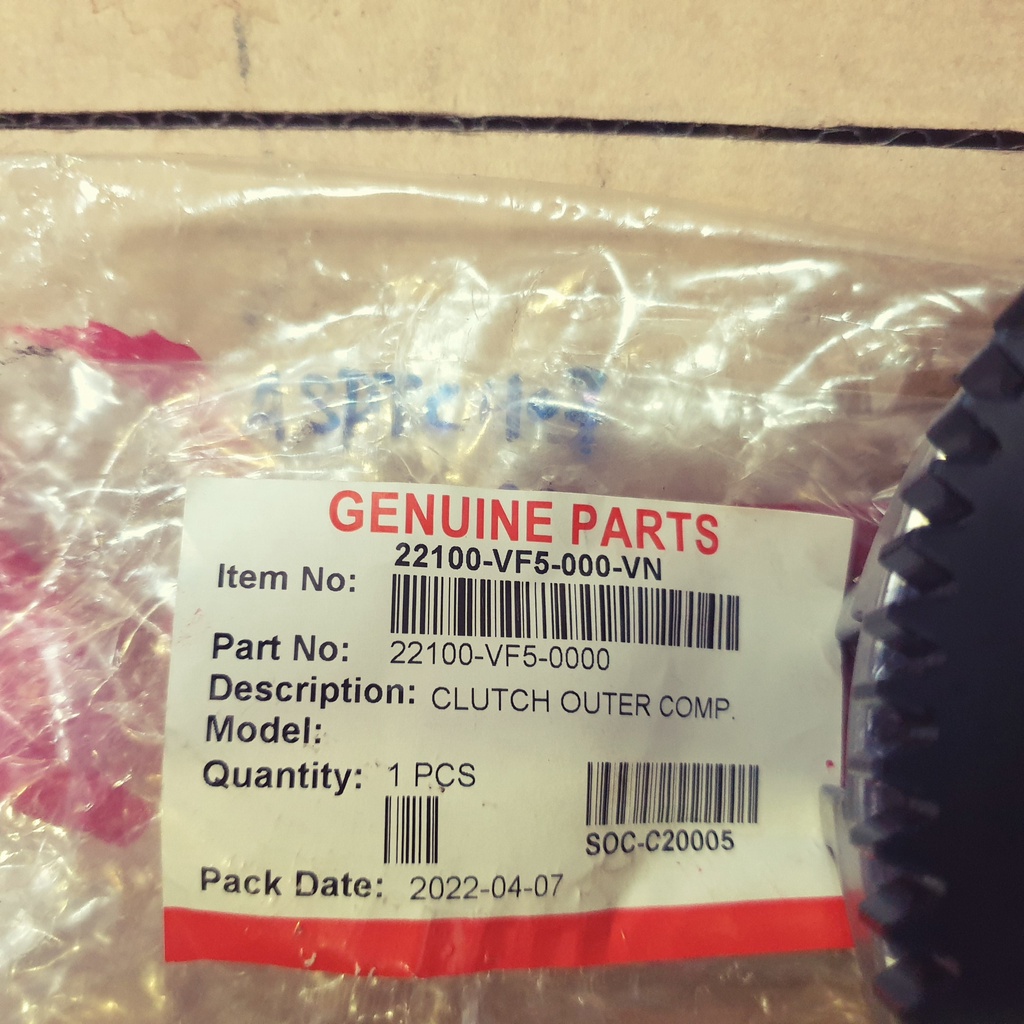 GENUINE PARTS
22100-VF5-000-VN
Item No:
Part No: 22100-VF5-0000
Description: CLUTCH OUTER COMP.
Model:
Quantity: 1 PCS
SOC-C20005
Pack Date: 2022-04-07